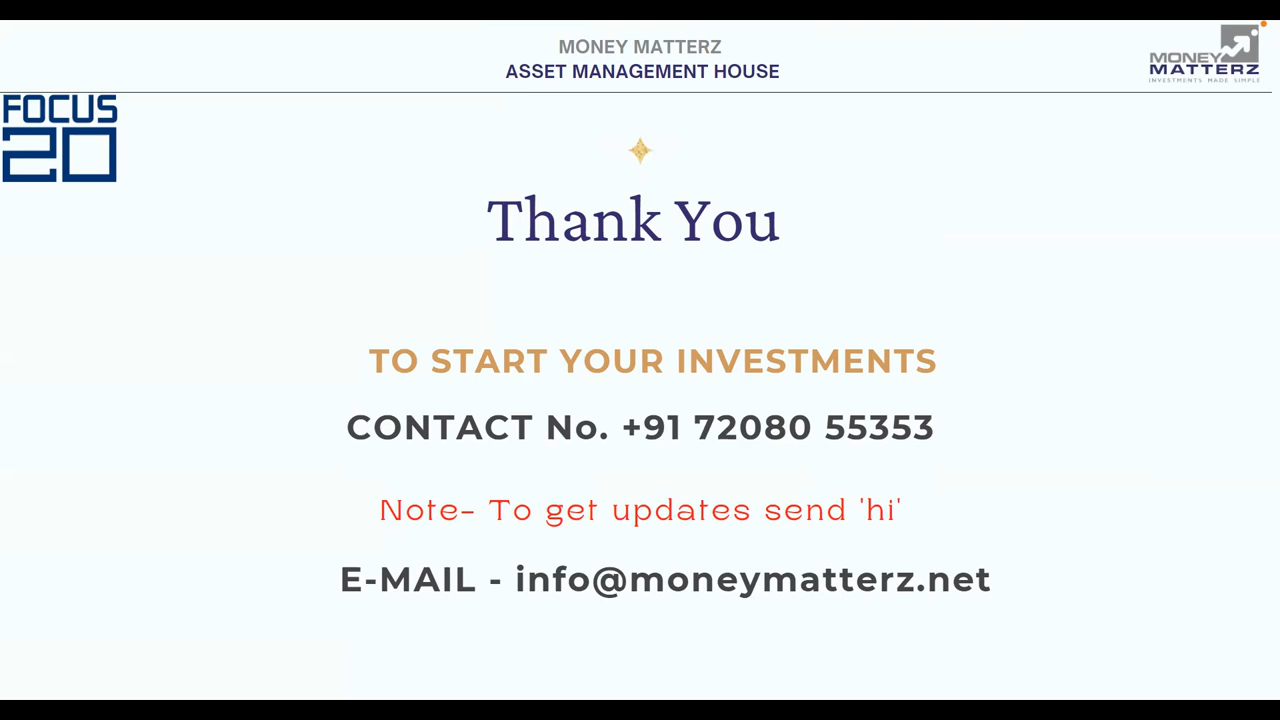 MONEY MATTERZ
ASSET MANAGEMENT HOUSE
MONEY
MATTERZ
INVESTMENTS MADE SIMPLE
FOCUS
20
Thank You
TO START YOUR INVESTMENTS
CONTACT No. +91 72080 55353
Note- To get updates send 'hi'
E-MAIL - info@moneymatterz.net